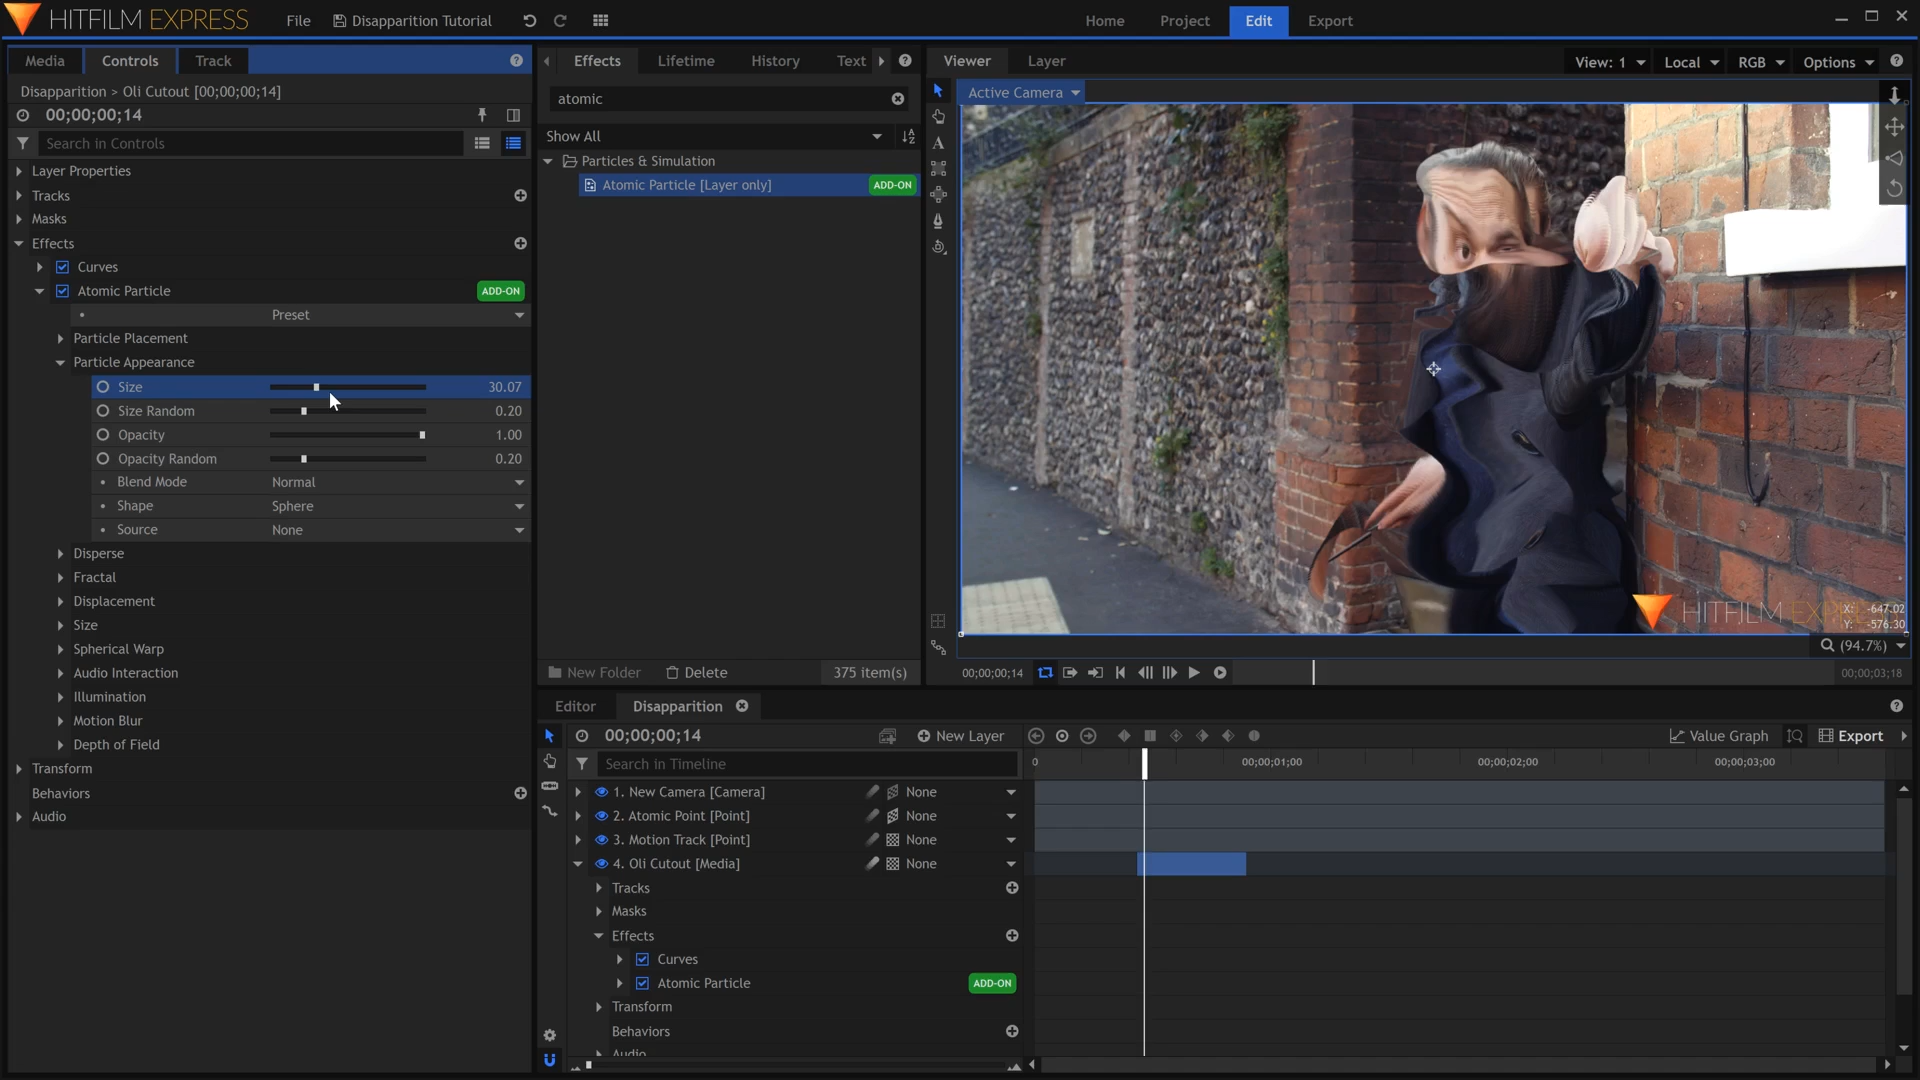 HITFILM EXPRESS
File
Disapparition Tutorial
Home
Project
Edit
Export
Media
Controls
Track
Disapparition > Oli Cutout [00;00;00;14]
00;00;00;14
Search in Controls
Layer Properties
Tracks
Masks
Effects
Curves
Atomic Particle
ADD-ON
Preset
Particle Placement
Particle Appearance
Size 30.07
Size Random 0.20
Opacity 1.00
Opacity Random 0.20
Blend Mode Normal
Shape Sphere
Source None
Disperse
Fractal
Displacement
Size
Spherical Warp
Audio Interaction
Illumination
Motion Blur
Depth of Field
Transform
Behaviors
Audio
Effects
Lifetime
History
Text
atomic
Show All
Particles & Simulation
Atomic Particle [Layer only]
ADD-ON
New Folder
Delete
375 item(s)
Viewer
Layer
View: 1
Local
RGB
Options
Active Camera
HITFILM EXPRESS
X: -647.02
Y: -576.30
(94.7%)
00;00;00;14
00;00;03;18
Editor
Disapparition
00;00;00;14
New Layer
Value Graph
Export
Search in Timeline
0
00;00;01;00
00;00;02;00
00;00;03;00
1. New Camera [Camera] None
2. Atomic Point [Point] None
3. Motion Track [Point] None
4. Oli Cutout [Media] None
Tracks
Masks
Effects
Curves
Atomic Particle
ADD-ON
Transform
Behaviors
Audio